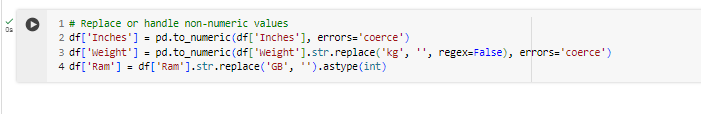 1 # Replace or handle non-numeric values
2 df['Inches'] = pd.to_numeric(df['Inches'], errors='coerce')
3 df['Weight'] = pd.to_numeric(df['Weight'].str.replace('kg', '', regex=False), errors='coerce')
4 df['Ram'] = df['Ram'].str.replace('GB', '').astype(int)
0s